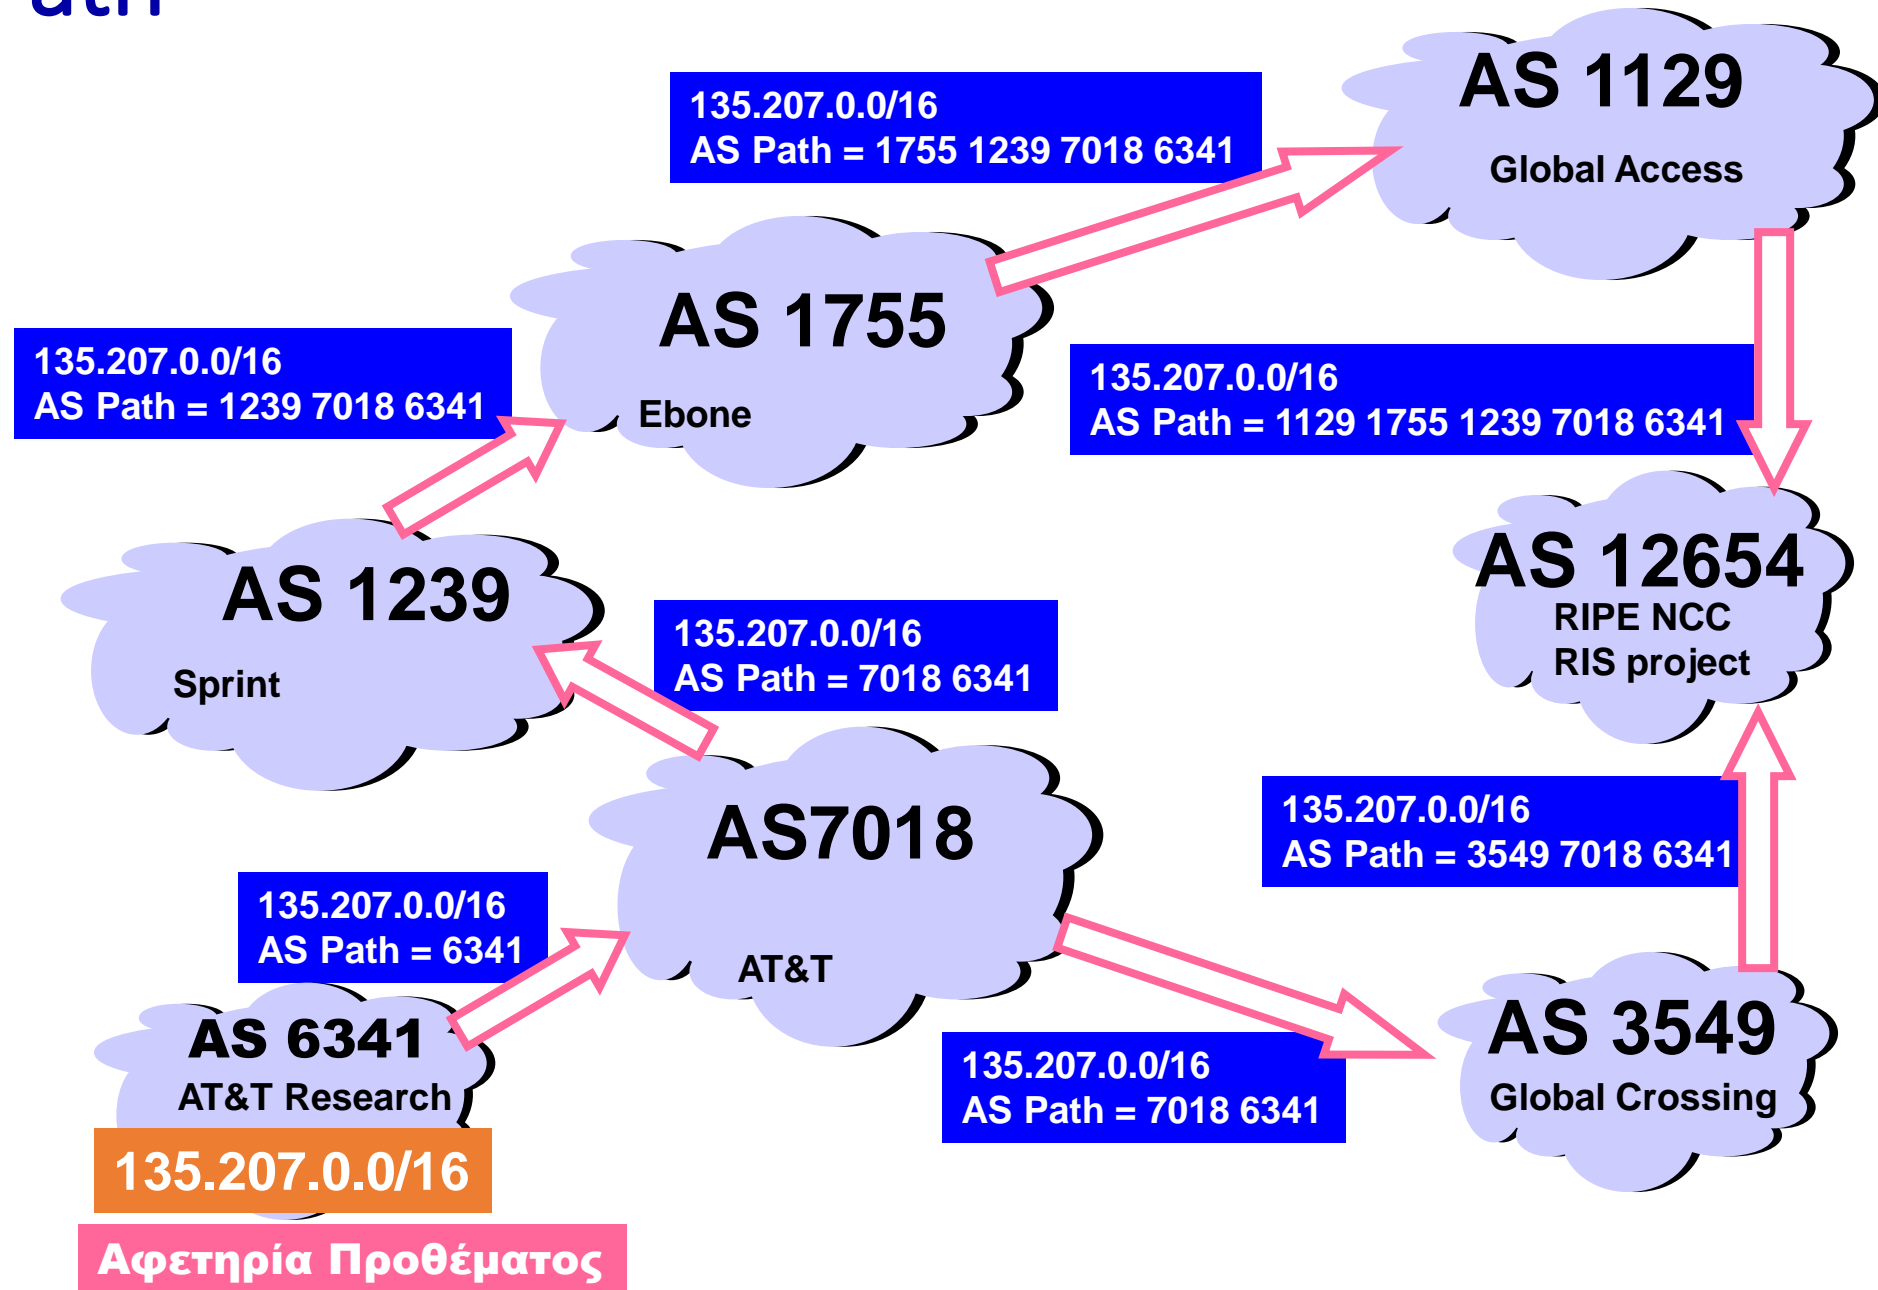 135.207.0.0/16
AS Path = 1755 1239 7018 6341
AS 1129
Global Access
AS 1755
Ebone
135.207.0.0/16
AS Path = 1239 7018 6341
135.207.0.0/16
AS Path = 1129 1755 1239 7018 6341
AS 1239
Sprint
AS 12654
RIPE NCC
RIS project
135.207.0.0/16
AS Path = 7018 6341
AS7018
AT&T
135.207.0.0/16
AS Path = 3549 7018 6341
135.207.0.0/16
AS Path = 6341
AS 6341
AT&T Research
135.207.0.0/16
Αφετηρία Προθέματος
135.207.0.0/16
AS Path = 7018 6341
AS 3549
Global Crossing